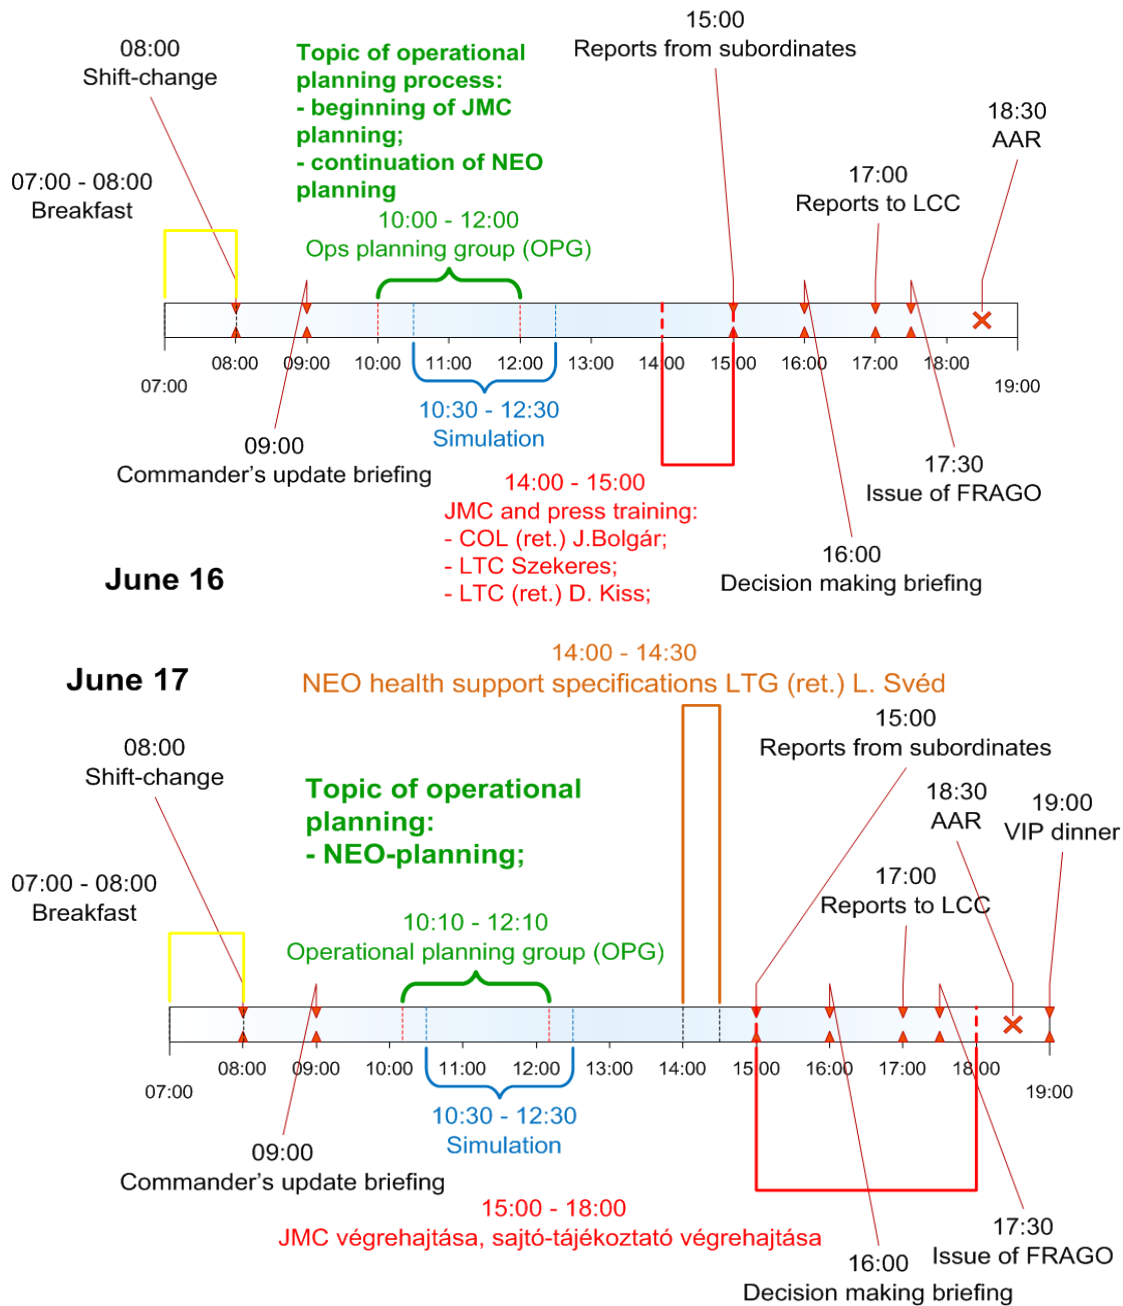 15:00
Reports from subordinates
08:00
Shift-change
Topic of operational
planning process:
- beginning of JMC
planning;
- continuation of NEO
planning
18:30
AAR
07:00 - 08:00
Breakfast
17:00
Reports to LCC
10:00 - 12:00
Ops planning group (OPG)
08:00
09:00
10:00
11:00
12:00
13:00
14:00
15:00
16:00
17:00
18:00
07:00
19:00
10:30 - 12:30
Simulation
09:00
Commander's update briefing
17:30
Issue of FRAGO
14:00 - 15:00
JMC and press training:
- COL (ret.) J.Bolgár;
- LTC Szekeres;
- LTC (ret.) D. Kiss;
16:00
Decision making briefing
June 16
June 17
14:00 - 14:30
NEO health support specifications LTG (ret.) L. Svéd
15:00
Reports from subordinates
08:00
Shift-change
Topic of operational
planning:
- NEO-planning;
18:30
AAR
19:00
VIP dinner
07:00 - 08:00
Breakfast
17:00
Reports to LCC
10:10 - 12:10
Operational planning group (OPG)
08:00
09:00
10:00
11:00
12:00
13:00
14:00
15:00
16:00
17:00
18:00
07:00
19:00
10:30 - 12:30
Simulation
09:00
Commander's update briefing
15:00 - 18:00
JMC végrehajtása, sajtó-tájékoztató végrehajtása
17:30
Issue of FRAGO
16:00
Decision making briefing